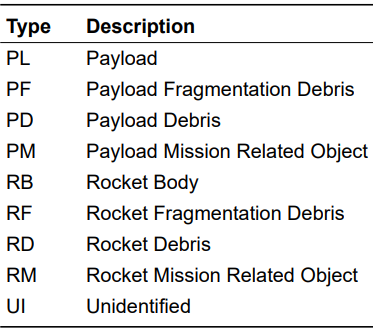 Type Description
PL Payload
PF Payload Fragmentation Debris
PD Payload Debris
PM Payload Mission Related Object
RB Rocket Body
RF Rocket Fragmentation Debris
RD Rocket Debris
RM Rocket Mission Related Object
UI Unidentified